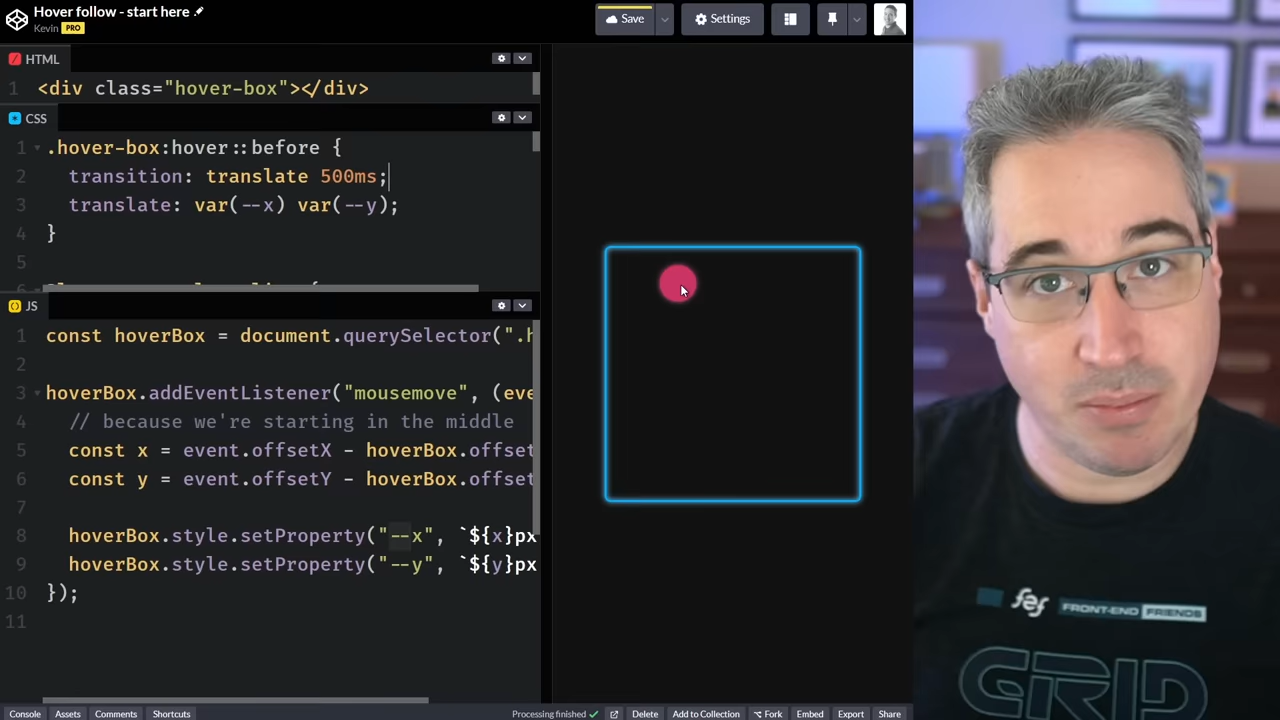 Hover follow - start here
Kevin PRO
Save
Settings
HTML
1 <div class="hover-box"></div>
CSS
1 .hover-box:hover::before {
2 transition: translate 500ms;
3 translate: var(--x) var(--y);
4 }
5
JS
1 const hoverBox = document.querySelector(".h
2
3 hoverBox.addEventListener("mousemove", (eve
4 // because we're starting in the middle
5 const x = event.offsetX - hoverBox.offset
6 const y = event.offsetY - hoverBox.offset
7
8 hoverBox.style.setProperty("--x", `${x}px
9 hoverBox.style.setProperty("--y", `${y}px
10 });
11
Console Assets Comments Shortcuts Processing finished Delete Add to Collection Fork Embed Export Share
fef FRONT-END FRIENDS
GRID